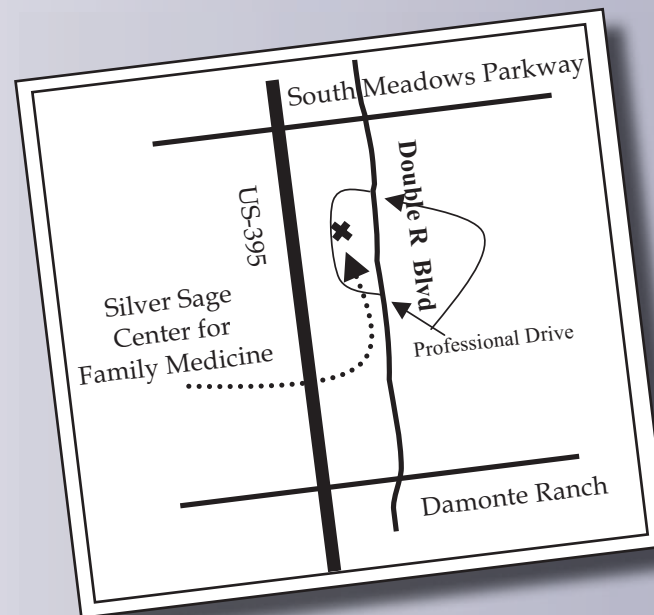 South Meadows Parkway
Double R Blvd
US-395
Silver Sage
Center for
Family Medicine
Professional Drive
Damonte Ranch